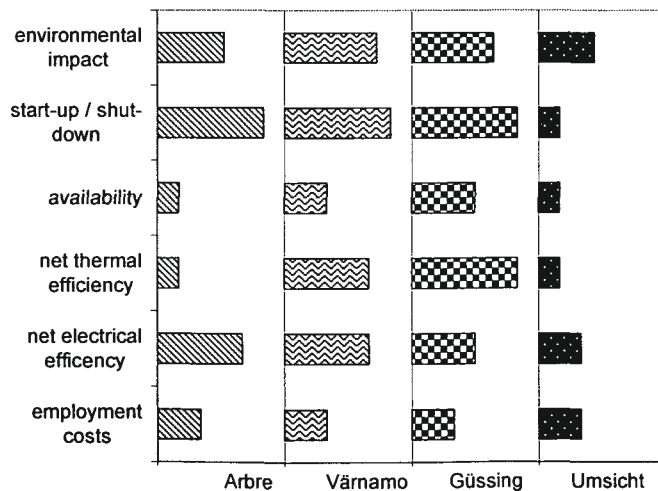 environmental
impact
start-up / shut-
down
availability
net thermal
efficiency
net electrical
efficency
employment
costs
Arbre Värnamo Güssing Umsicht